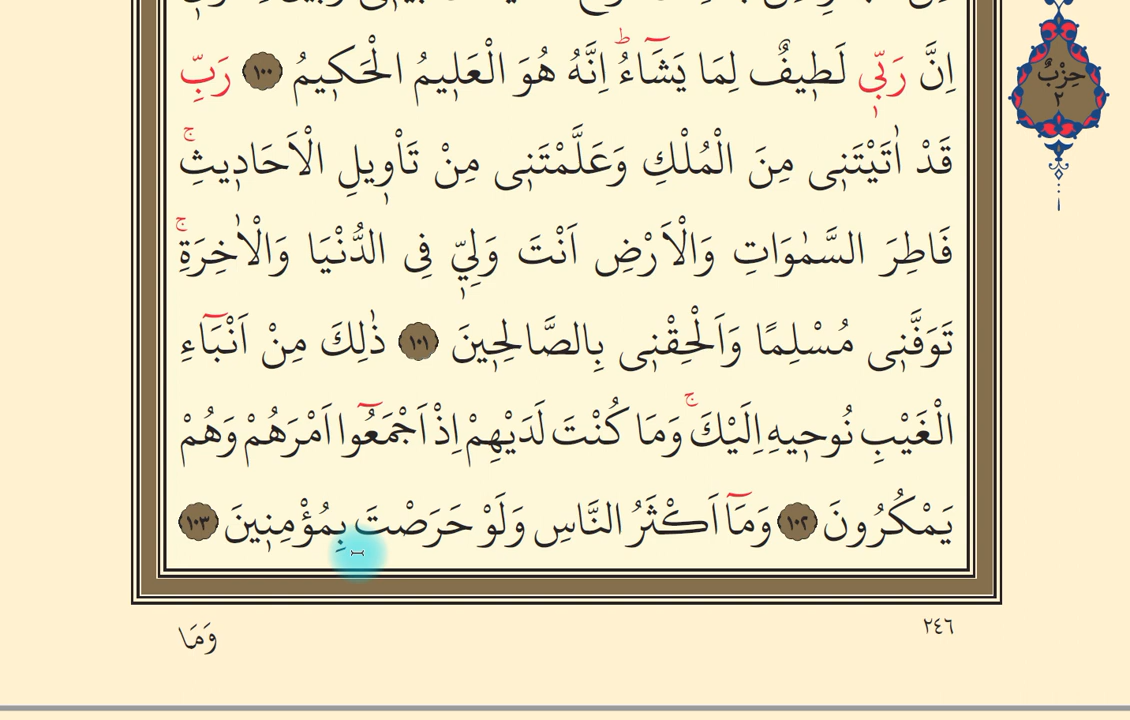 اِنَّ رَبّٖي لَطٖيفٌ لِمَا يَشَٓاءُؕ اِنَّهُ هُوَ الْعَلٖيمُ الْحَكٖيمُ ١٠٠ رَبِّ
قَدْ اٰتَيْتَنٖى مِنَ الْمُلْكِ وَعَلَّمْتَنٖى مِنْ تَاْوٖيلِ الْاَحَادٖيثِۚ
فَاطِرَ السَّمٰوَاتِ وَالْاَرْضِ اَنْتَ وَلِيّٖ فِى الدُّنْيَا وَالْاٰخِرَةِۚ
تَوَفَّنٖى مُسْلِمًا وَاَلْحِقْنٖى بِالصَّالِحٖينَ ١٠١ ذٰلِكَ مِنْ اَنْبَٓاءِ
الْغَيْبِ نُوحٖيهِ اِلَيْكَۚ وَمَا كُنْتَ لَدَيْهِمْ اِذْ اَجْمَعُٓوا اَمْرَهُمْ وَهُمْ
يَمْكُرُونَ ١٠٢ وَمَٓا اَكْثَرُ النَّاسِ وَلَوْ حَرَصْتَ بِمُؤْمِنٖينَ ١٠٣
٢٤٦ وَمَا
حِزْبٌ
٢